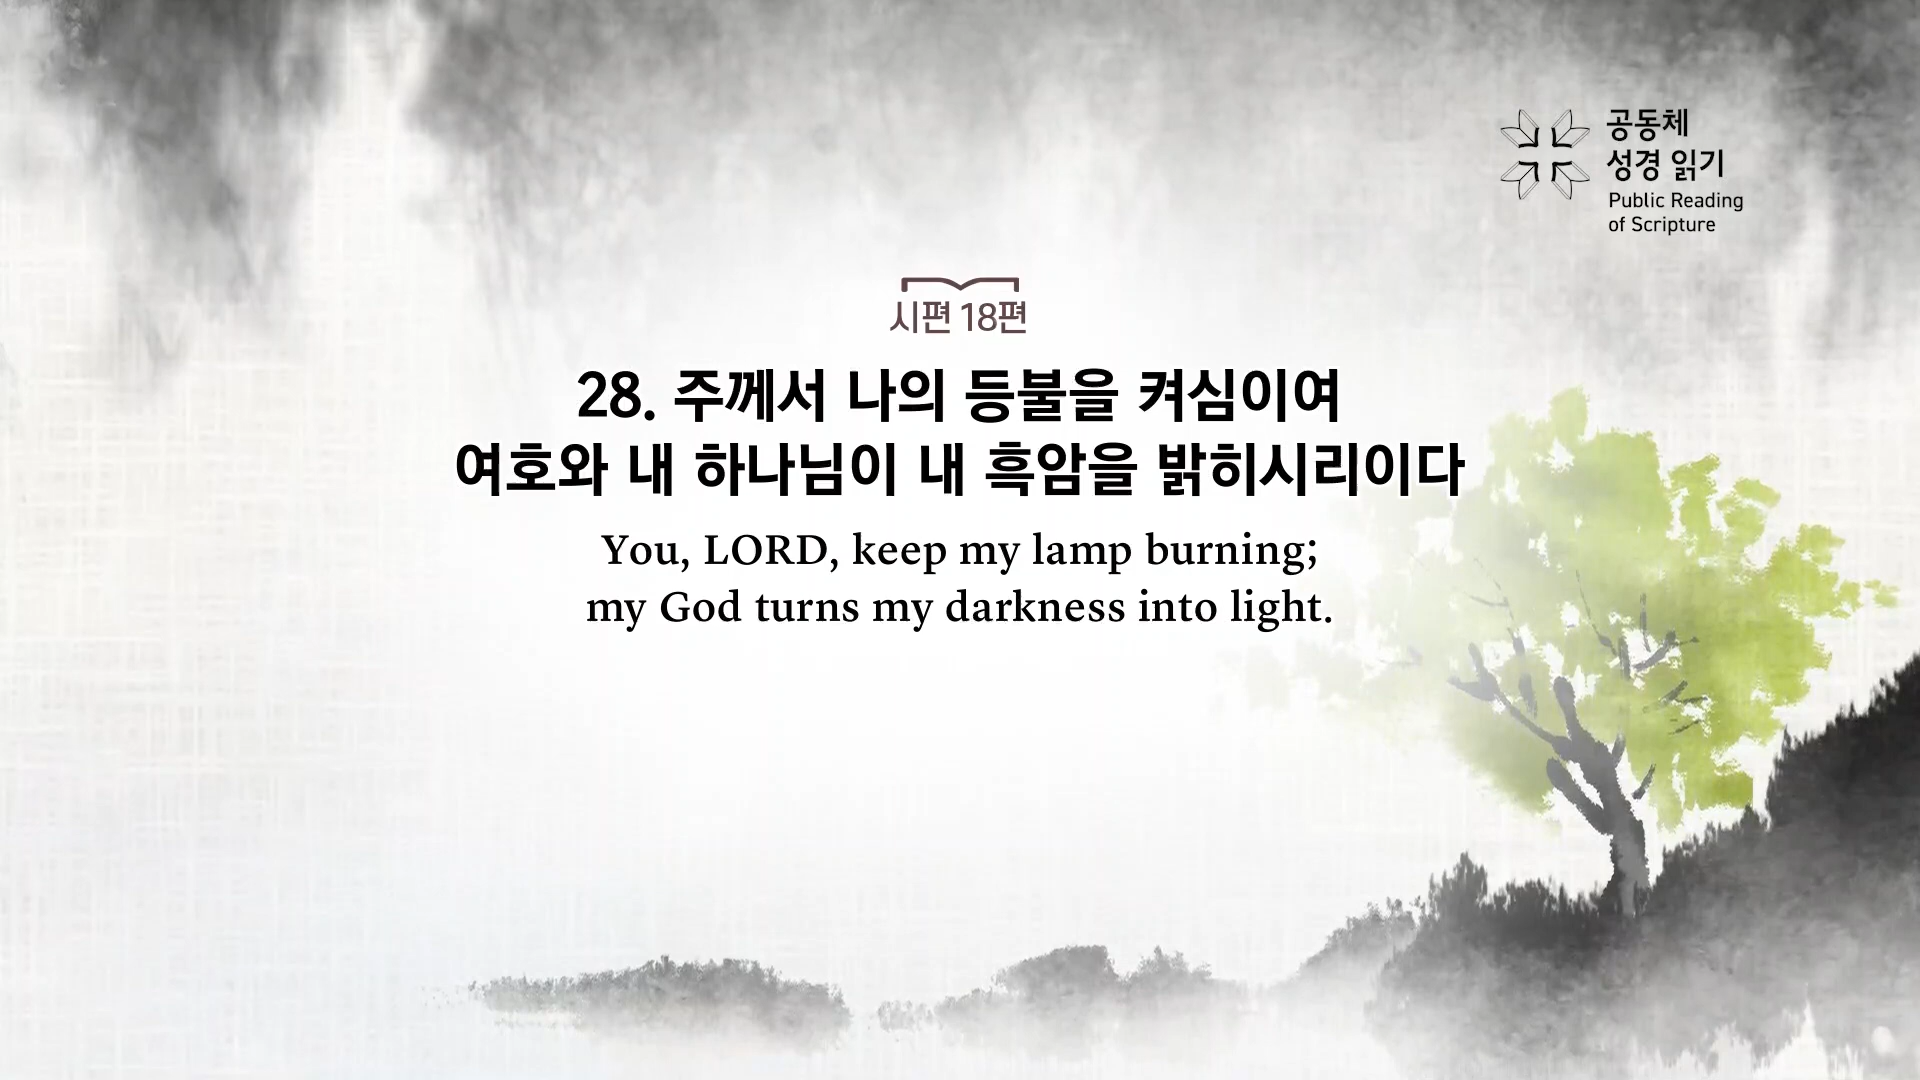 공동체
성경 읽기
Public Reading
of Scripture
시편 18편
28. 주께서 나의 등불을 켜심이여
여호와 내 하나님이 내 흑암을 밝히시리이다
You, LORD, keep my lamp burning;
my God turns my darkness into light.